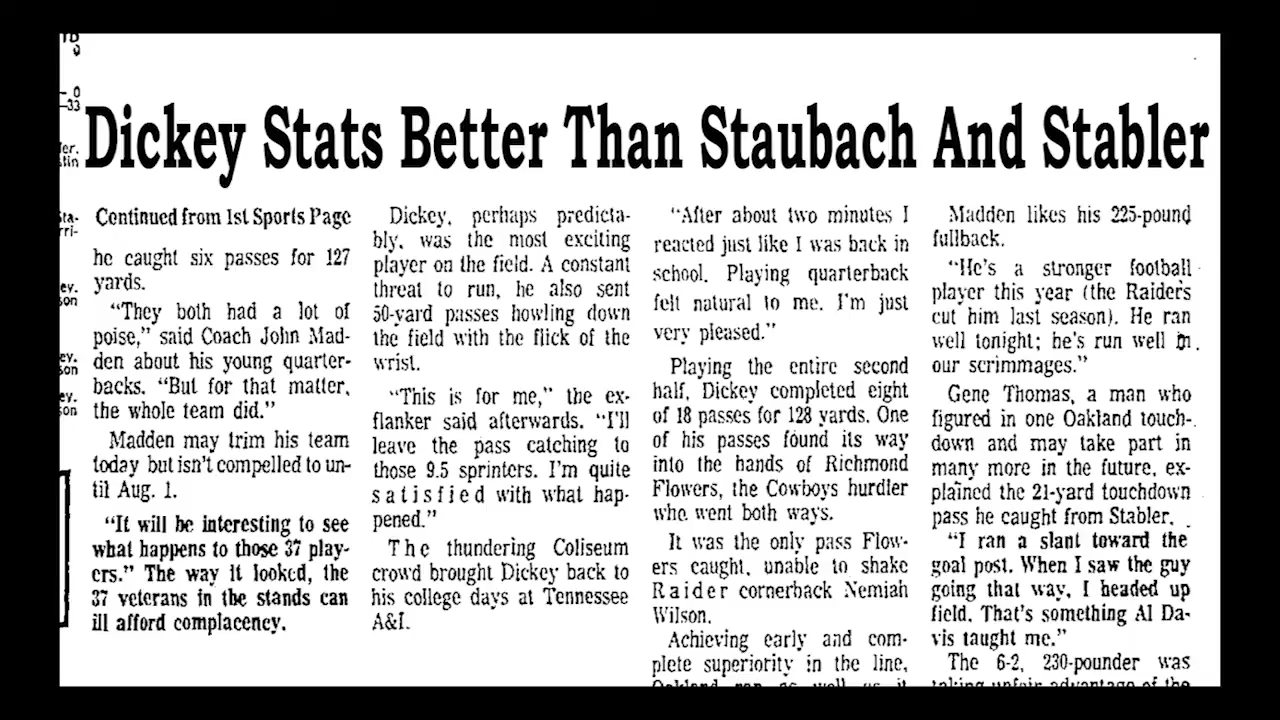 TD
9
— 0
—33
Dickey Stats Better Than Staubach And Stabler
Continued from 1st Sports Page
he caught six passes for 127
yards.
"They both had a lot of
poise," said Coach John Mad-
den about his young quarter-
backs. "But for that matter,
the whole team did."
Madden may trim his team
today but isn't compelled to un-
til Aug. 1.
"It will be interesting to see
what happens to those 37 play-
ers." The way it looked, the
37 veterans in the stands can
ill afford complacency.
Dickey, perhaps predicta-
bly, was the most exciting
player on the field. A constant
threat to run, he also sent
50-yard passes howling down
the field with the flick of the
wrist.
"This is for me," the ex-
flanker said afterwards. "I'll
leave the pass catching to
those 9.5 sprinters. I'm quite
satisfied with what hap-
pened."
The thundering Coliseum
crowd brought Dickey back to
his college days at Tennessee
A&I.
"After about two minutes I
reacted just like I was back in
school. Playing quarterback
felt natural to me. I'm just
very pleased."
Playing the entire second
half, Dickey completed eight
of 18 passes for 128 yards. One
of his passes found its way
into the hands of Richmond
Flowers, the Cowboys hurdler
who went both ways.
It was the only pass Flow-
ers caught, unable to shake
Raider cornerback Nemiah
Wilson.
Achieving early and com-
plete superiority in the line,
Oakland ran as well as it
Madden likes his 225-pound
fullback.
"He's a stronger football
player this year (the Raiders
cut him last season). He ran
well tonight; he's run well in
our scrimmages."
Gene Thomas, a man who
figured in one Oakland touch-
down and may take part in
many more in the future, ex-
plained the 21-yard touchdown
pass he caught from Stabler.
"I ran a slant toward the
goal post. When I saw the guy
going that way, I headed up
field. That's something Al Da-
vis taught me."
The 6-2, 230-pounder was
taking unfair advantage of the